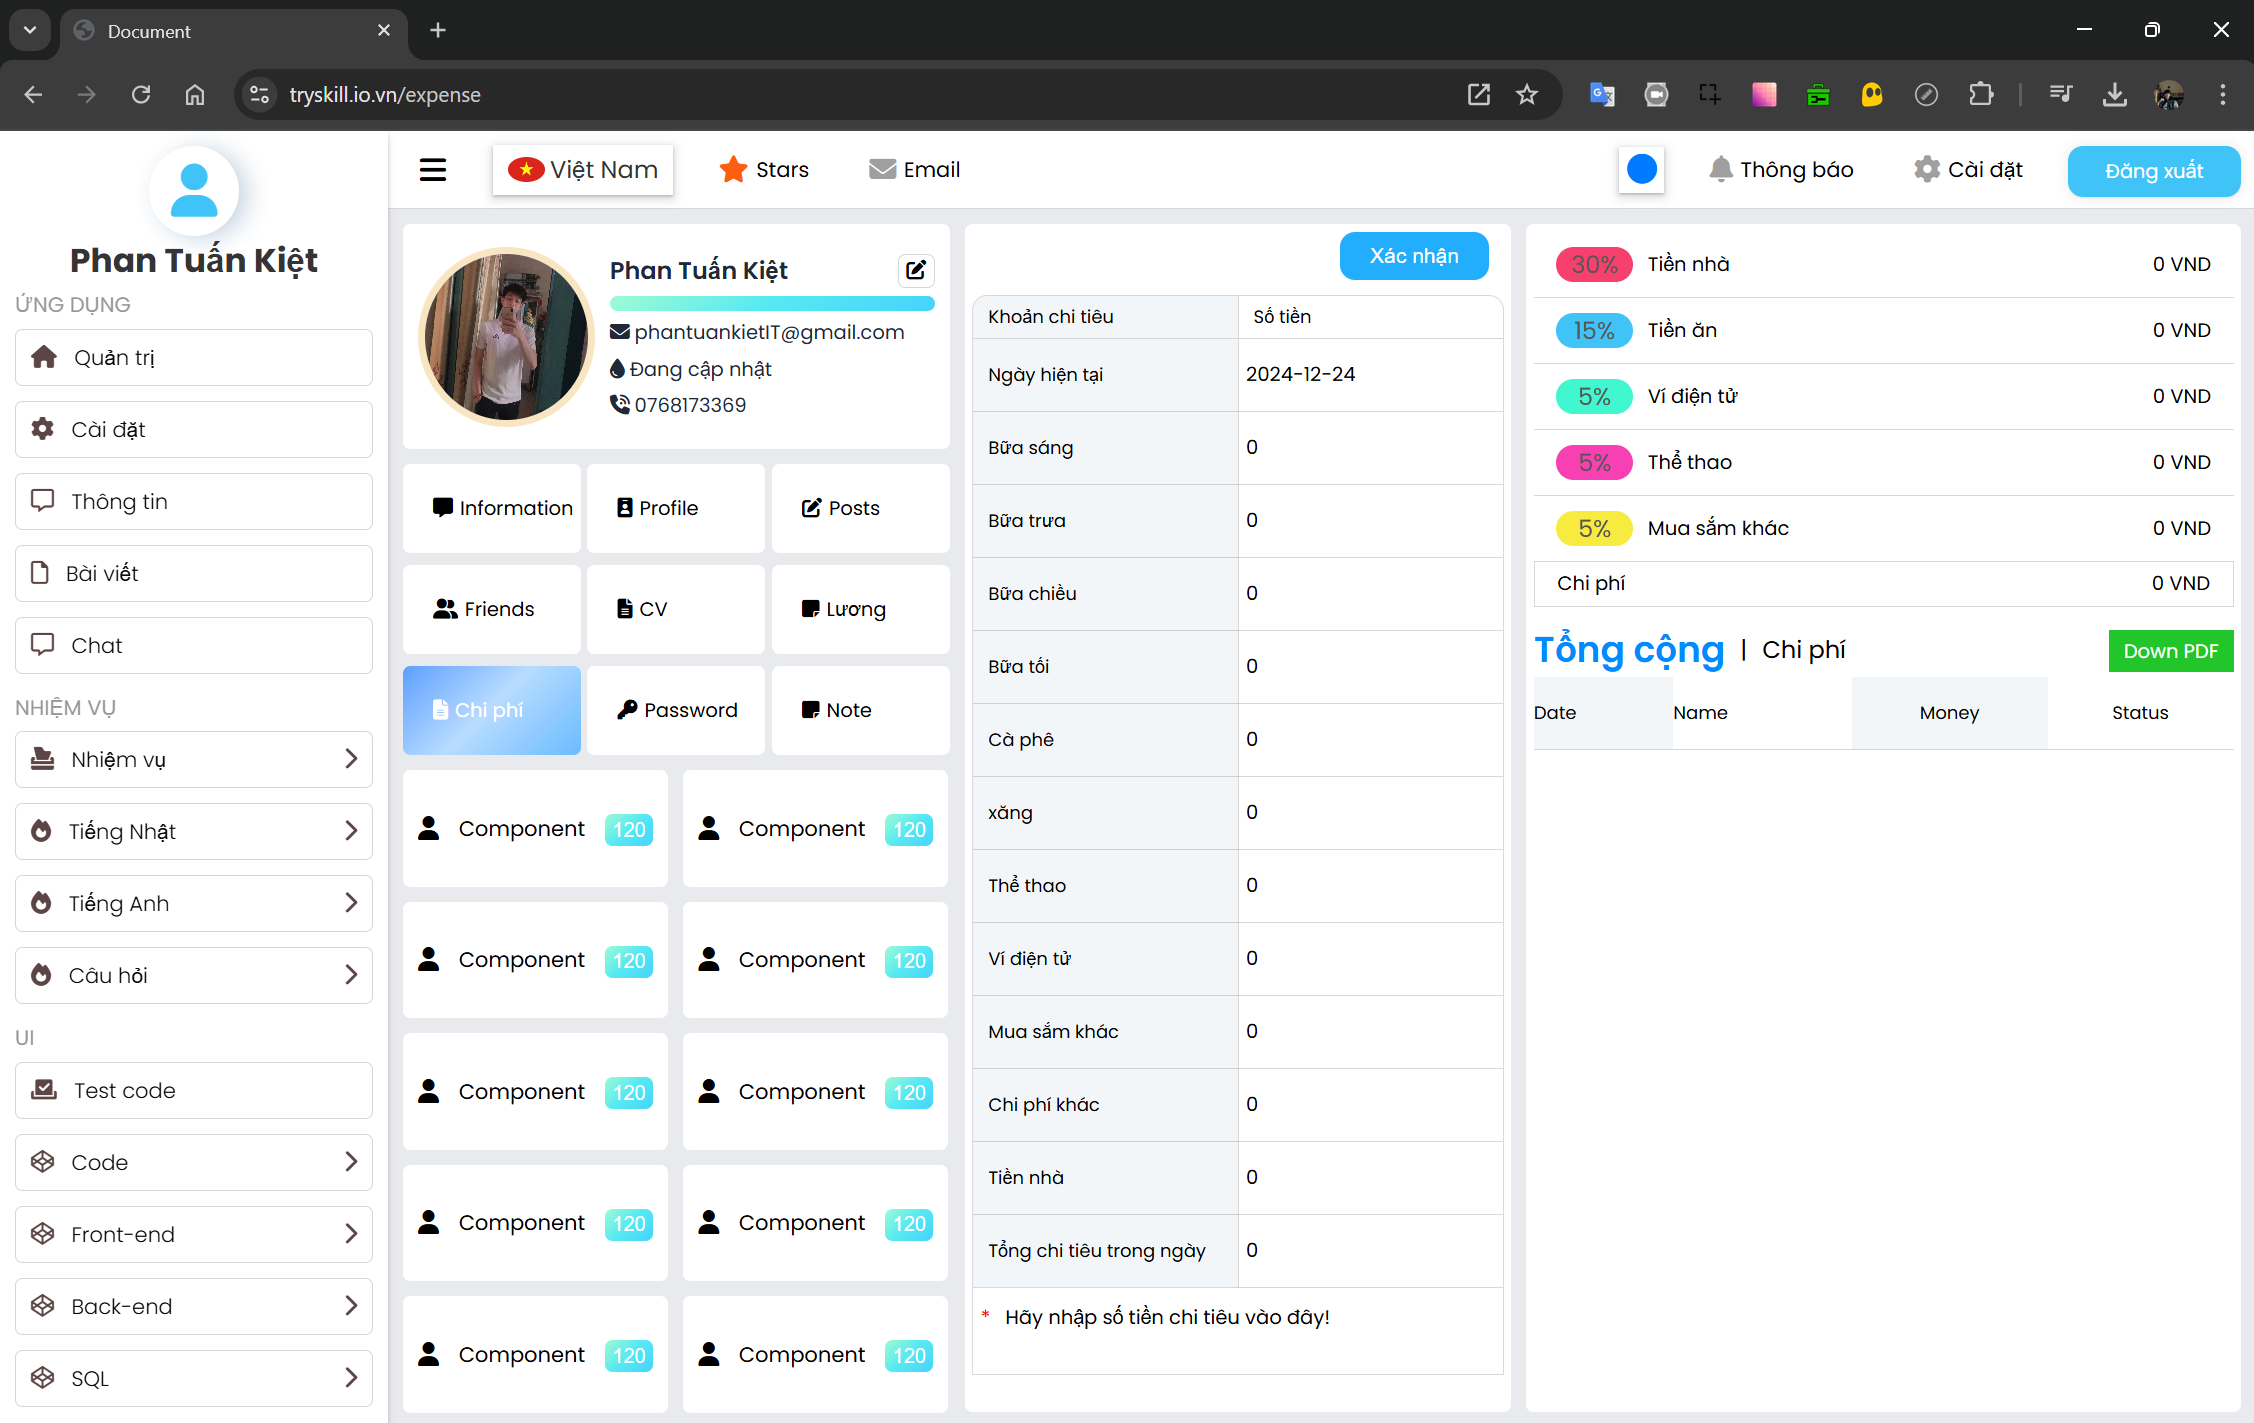 Document
tryskill.io.vn/expense
Phan Tuấn Kiệt
ỨNG DỤNG
Quản trị
Cài đặt
Thông tin
Bài viết
Chat
NHIỆM VỤ
Nhiệm vụ
Tiếng Nhật
Tiếng Anh
Câu hỏi
UI
Test code
Code
Front-end
Back-end
SQL
Việt Nam
Stars
Email
Thông báo
Cài đặt
Đăng xuất
Phan Tuấn Kiệt
phantuankietIT@gmail.com
Đang cập nhật
0768173369
Information
Profile
Posts
Friends
CV
Lương
Chi phí
Password
Note
Component 120
Component 120
Component 120
Component 120
Component 120
Component 120
Component 120
Component 120
Component 120
Component 120
Xác nhận
Khoản chi tiêu Số tiền
Ngày hiện tại 2024-12-24
Bữa sáng 0
Bữa trưa 0
Bữa chiều 0
Bữa tối 0
Cà phê 0
xăng 0
Thể thao 0
Ví điện tử 0
Mua sắm khác 0
Chi phí khác 0
Tiền nhà 0
Tổng chi tiêu trong ngày 0
* Hãy nhập số tiền chi tiêu vào đây!
30% Tiền nhà 0 VND
15% Tiền ăn 0 VND
5% Ví điện tử 0 VND
5% Thể thao 0 VND
5% Mua sắm khác 0 VND
Chi phí 0 VND
Tổng cộng | Chi phí
Down PDF
Date Name Money Status